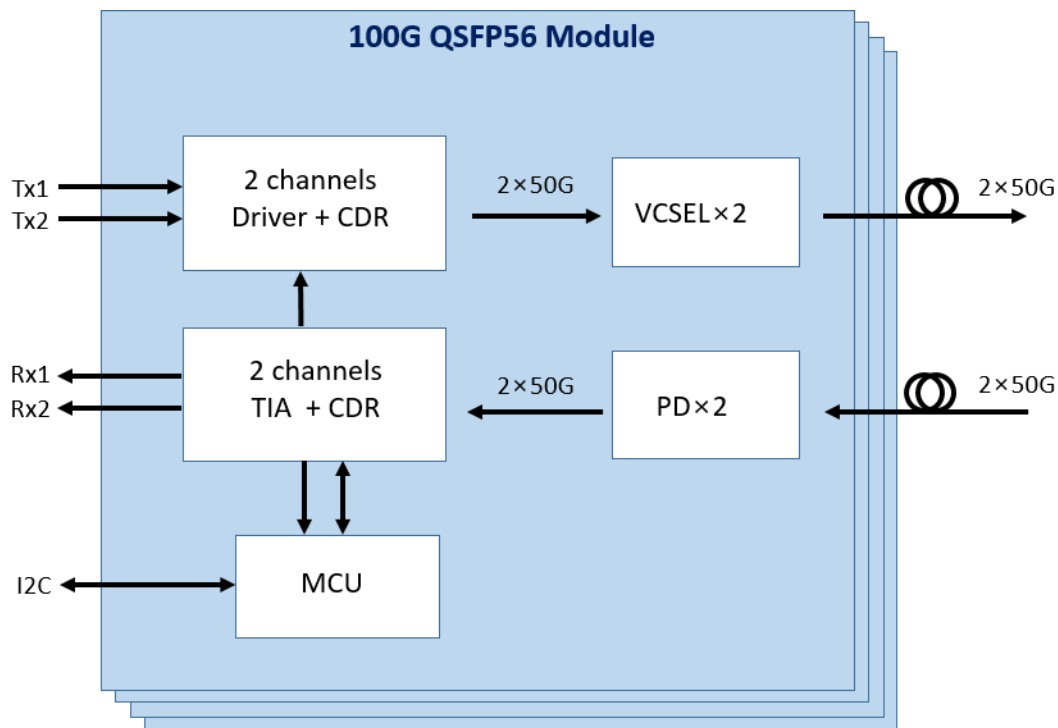 100G QSFP56 Module
Tx1
Tx2
2 channels
Driver + CDR
2×50G
VCSEL×2
2×50G
Rx1
Rx2
2 channels
TIA + CDR
2×50G
PD×2
2×50G
I2C
MCU